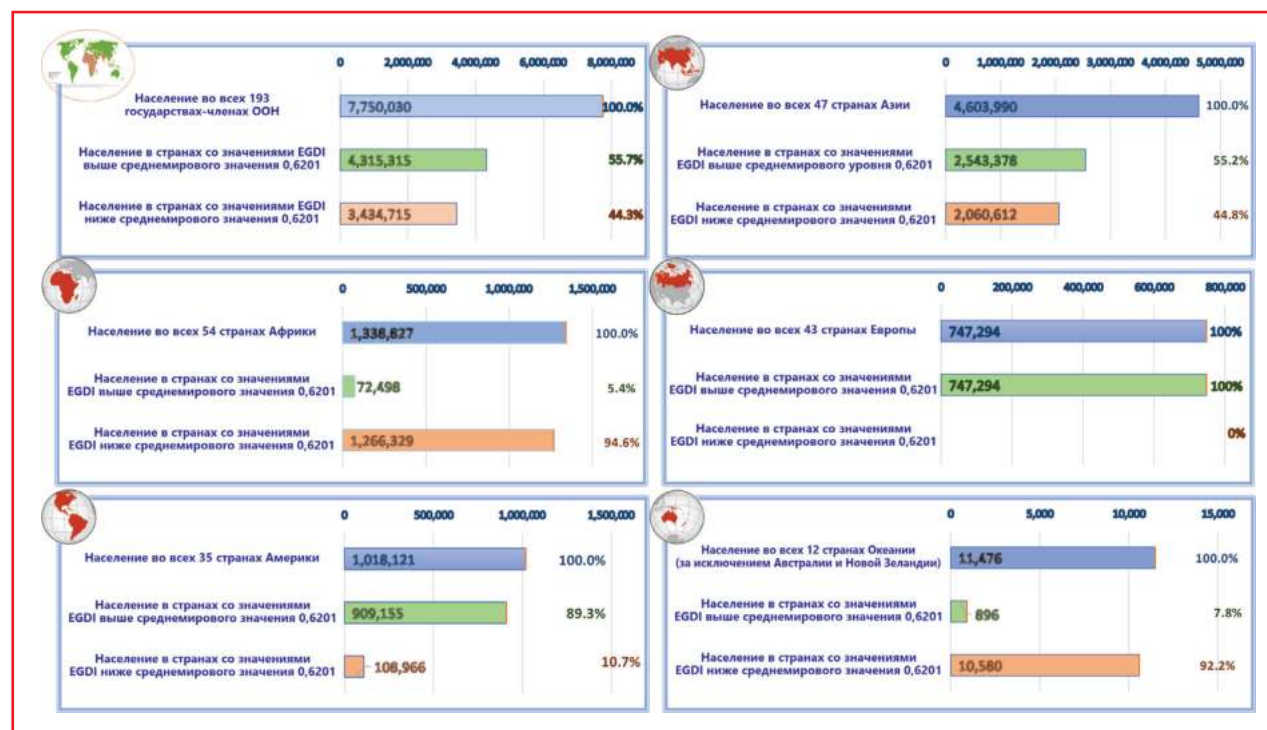 0 2,000,000 4,000,000 6,000,000 8,000,000
Население во всех 193
государствах-членах ООН
7,750,030 100.0%
Население в странах со значениями EGDI
выше среднемирового значения 0,6201
4,315,315 55.7%
Население в странах со значениями EGDI
ниже среднемирового значения 0,6201
3,434,715 44.3%
0 1,000,000 2,000,000 3,000,000 4,000,000 5,000,000
Население во всех 47 странах Азии 4,603,990 100.0%
Население в странах со значениями
EGDI выше среднемирового уровня 0,6201
2,543,378 55.2%
Население в странах со значениями
EGDI ниже среднемирового уровня 0,6201
2,060,612 44.8%
0 500,000 1,000,000 1,500,000
Население во всех 54 странах Африки 1,338,827 100.0%
Население в странах со значениями
EGDI выше среднемирового значения 0,6201
72,498 5.4%
Население в странах со значениями
EGDI ниже среднемирового значения 0,6201
1,266,329 94.6%
0 200,000 400,000 600,000 800,000
Население во всех 43 странах Европы 747,294 100%
Население в странах со значениями
EGDI выше среднемирового значения 0,6201
747,294 100%
Население в странах со значениями
EGDI ниже среднемирового значения 0,6201
0%
0 500,000 1,000,000 1,500,000
Население во всех 35 странах Америки 1,018,121 100.0%
Население в странах со значениями
EGDI выше среднемирового значения 0,6201
909,155 89.3%
Население в странах со значениями
EGDI ниже среднемирового значения 0,6201
108,966 10.7%
0 5,000 10,000 15,000
Население во всех 12 странах Океании
(за исключением Австралии и Новой Зеландии)
11,476 100.0%
Население в странах со значениями
EGDI выше среднемирового значения 0,6201
896 7.8%
Население в странах со значениями
EGDI ниже среднемирового значения 0,6201
10,580 92.2%